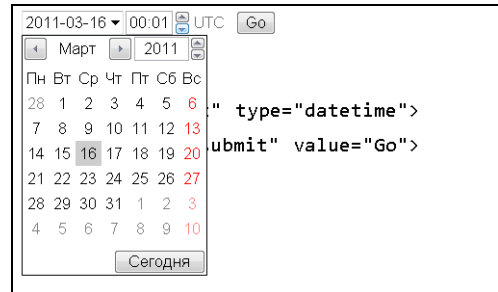 2011-03-16 00:01 UTC Go
Март 2011
Пн Вт Ср Чт Пт Сб Вс
28 1 2 3 4 5 6
" type="datetime">
7 8 9 10 11 12 13
14 15 16 17 18 19 20
ubmit" value="Go">
21 22 23 24 25 26 27
28 29 30 31 1 2 3
4 5 6 7 8 9 10
Сегодня